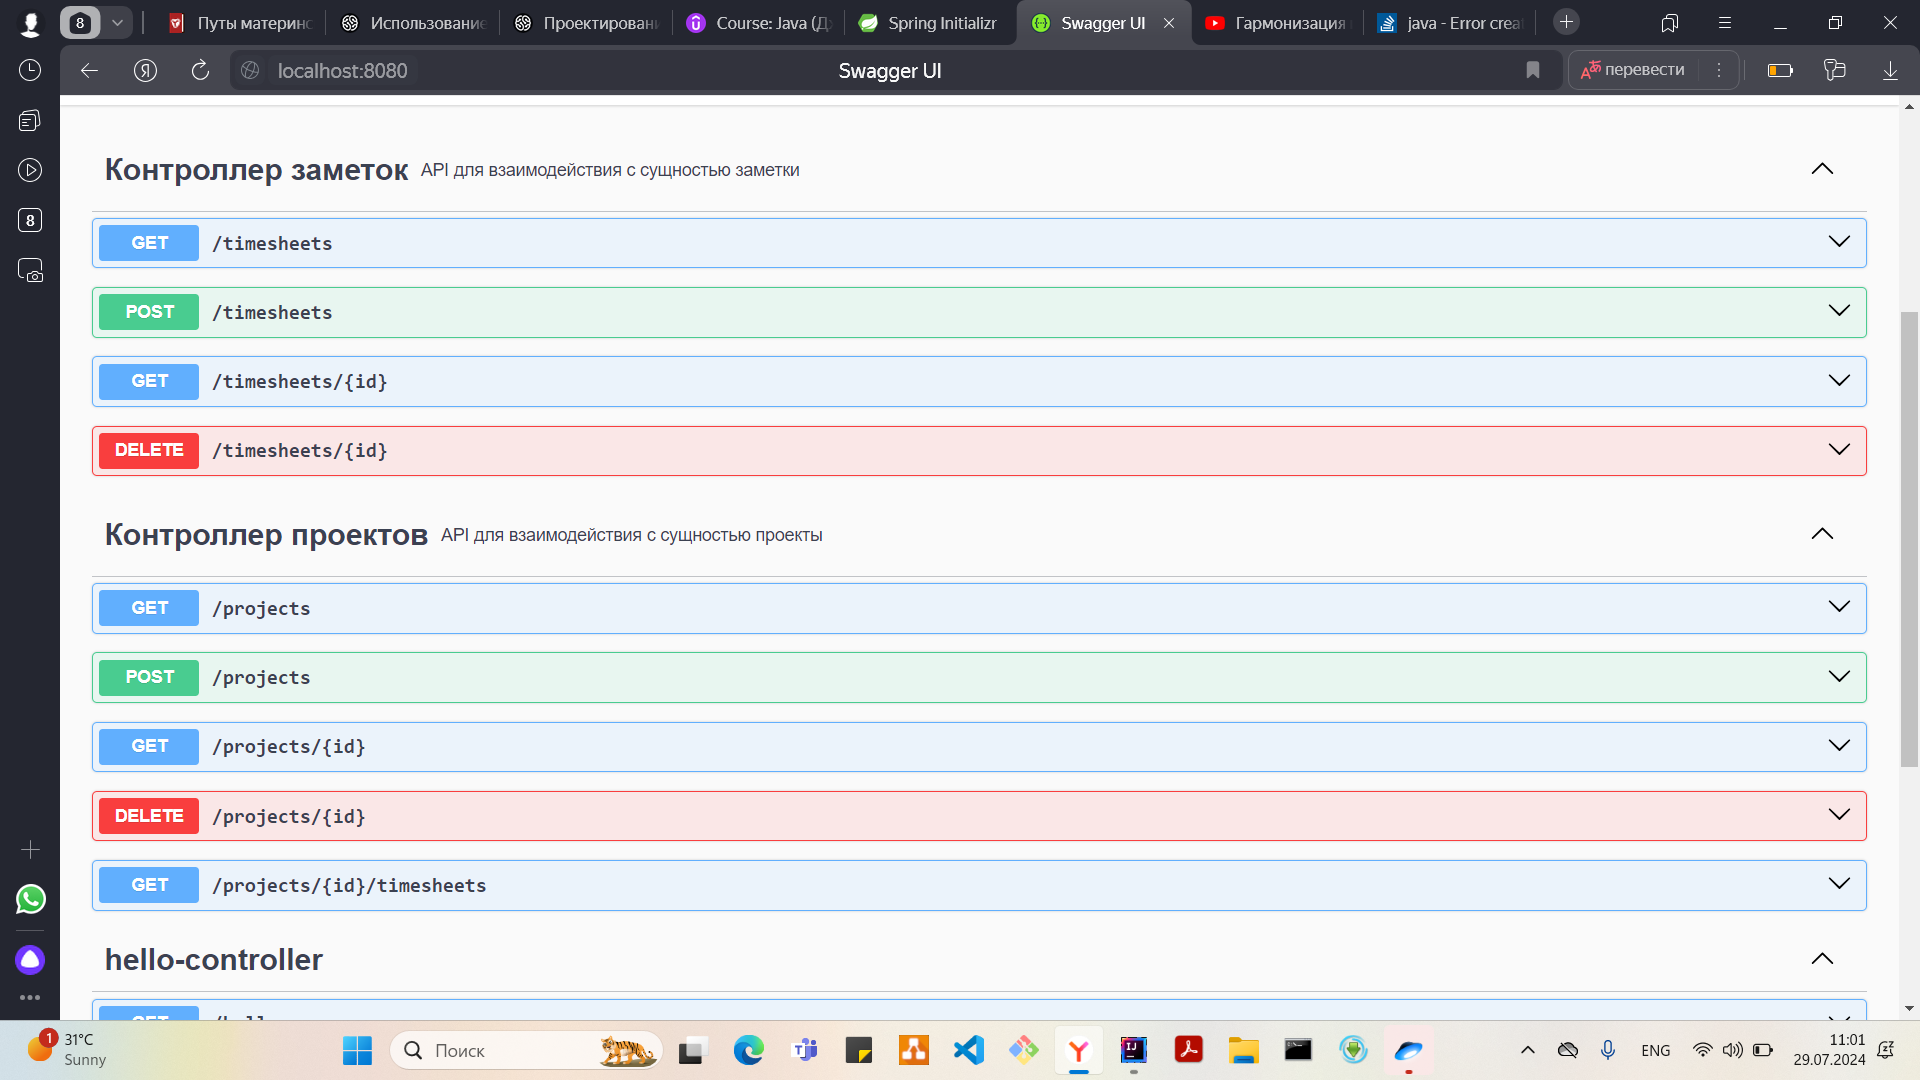 8
Путы материнс
Использование
Проектировани
Course: Java (Дж
Spring Initializr
Swagger UI
Гармонизация
java - Error crea
localhost:8080
Swagger UI
перевести
8
Контроллер заметок API для взаимодействия с сущностью заметки
GET /timesheets
POST /timesheets
GET /timesheets/{id}
DELETE /timesheets/{id}
Контроллер проектов API для взаимодействия с сущностью проекты
GET /projects
POST /projects
GET /projects/{id}
DELETE /projects/{id}
GET /projects/{id}/timesheets
hello-controller
GET
1
31°C
Sunny
Поиск
ENG
11:01
29.07.2024